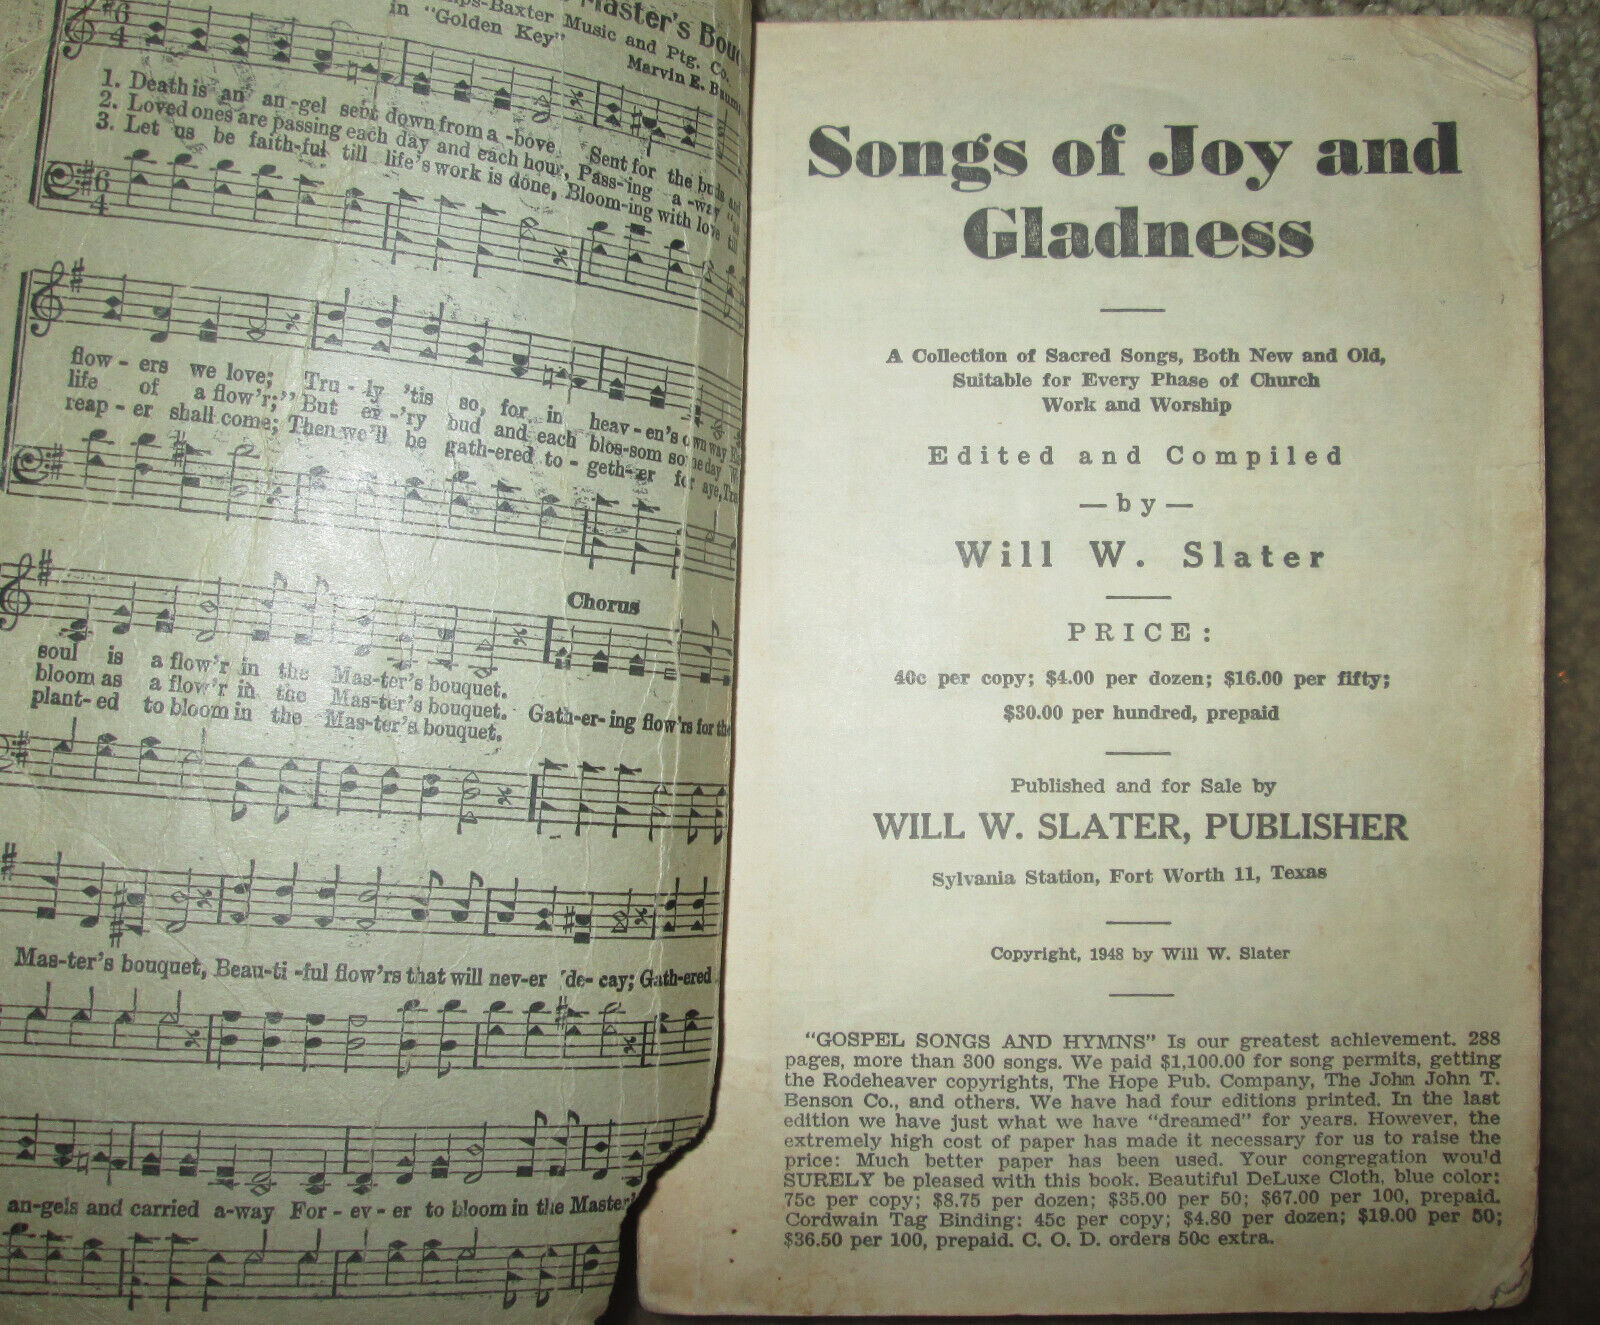 Master's
Baxter Music and Ptg. Co.
in "Golden Key"
Marvin E.
6
4
1. Death is an an-gel sent down from a-bove, Sent for the buds and
2. Loved ones are passing each day and each hour, Pass-ing a-way
3. Let us be faith-ful till life's work is done, Bloom-ing with love till
6
4
flow-ers we love; Tru-ly 'tis so, for in heav-en's own way
life of a flow'r;" But ev-'ry bud and each blos-som some day
reap-er shall come; Then we'll be gath-ered to-geth-er for aye,
Chorus
soul is a flow'r in the Mas-ter's bouquet.
bloom as a flow'r in the Mas-ter's bouquet. Gath-er-ing flow'rs for the
plant-ed to bloom in the Mas-ter's bouquet.
Mas-ter's bouquet, Beau-ti-ful flow'rs that will nev-er de-cay; Gath-ered
an-gels and carried a-way For-ev-er to bloom in the
Songs of Joy and
Gladness
A Collection of Sacred Songs, Both New and Old,
Suitable for Every Phase of Church
Work and Worship
Edited and Compiled
—by—
Will W. Slater
PRICE:
40c per copy; $4.00 per dozen; $16.00 per fifty;
$30.00 per hundred, prepaid
Published and for Sale by
WILL W. SLATER, PUBLISHER
Sylvania Station, Fort Worth 11, Texas
Copyright, 1948 by Will W. Slater
"GOSPEL SONGS AND HYMNS" Is our greatest achievement. 288
pages, more than 300 songs. We paid $1,100.00 for song permits, getting
the Rodeheaver copyrights, The Hope Pub. Company, The John John T.
Benson Co., and others. We have had four editions printed. In the last
edition we have just what we have "dreamed" for years. However, the
extremely high cost of paper has made it necessary for us to raise the
price: Much better paper has been used. Your congregation wou'd
SURELY be pleased with this book. Beautiful DeLuxe Cloth, blue color:
75c per copy; $8.75 per dozen; $35.00 per 50; $67.00 per 100, prepaid.
Cordwain Tag Binding: 45c per copy; $4.80 per dozen; $19.00 per 50;
$36.50 per 100, prepaid. C. O. D. orders 50c extra.